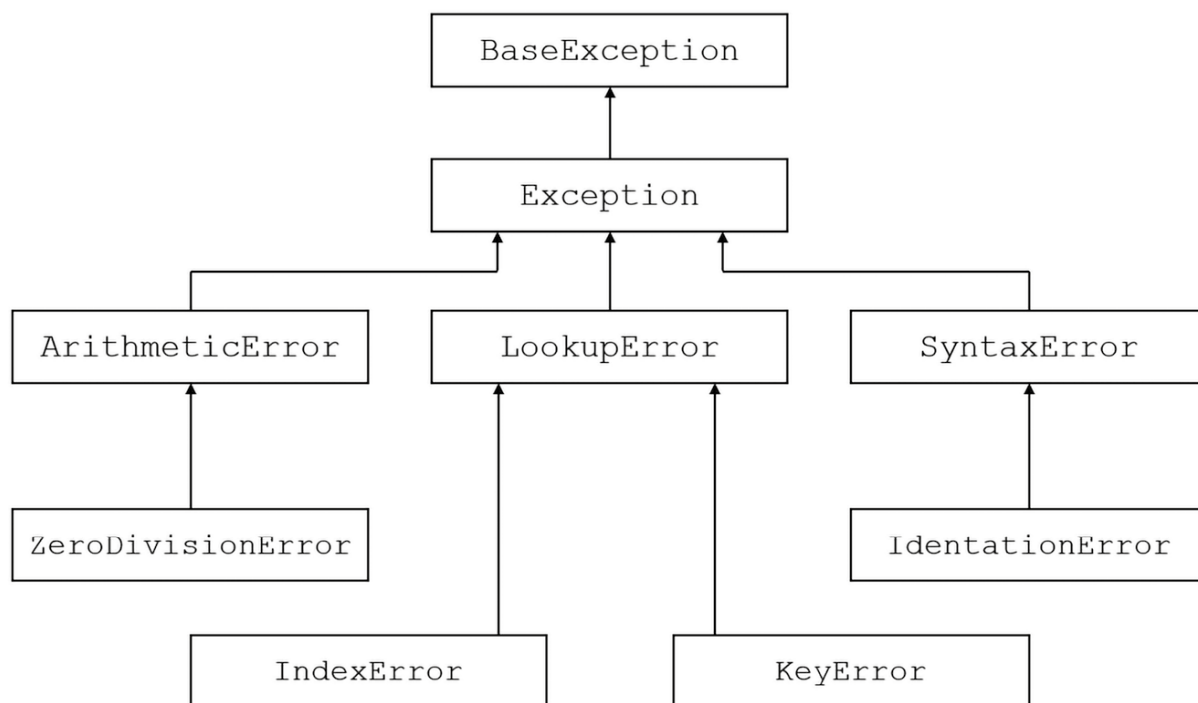 BaseException
Exception
ArithmeticError
LookupError
SyntaxError
ZeroDivisionError
IdentationError
IndexError
KeyError